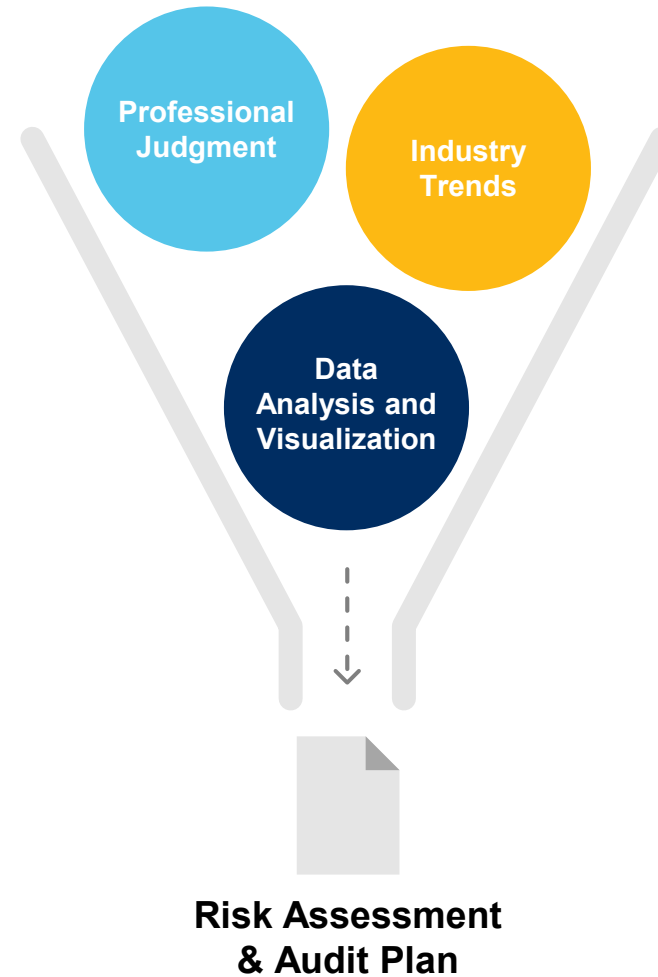 Professional
Judgment
Industry
Trends
Data
Analysis and
Visualization
Risk Assessment
& Audit Plan